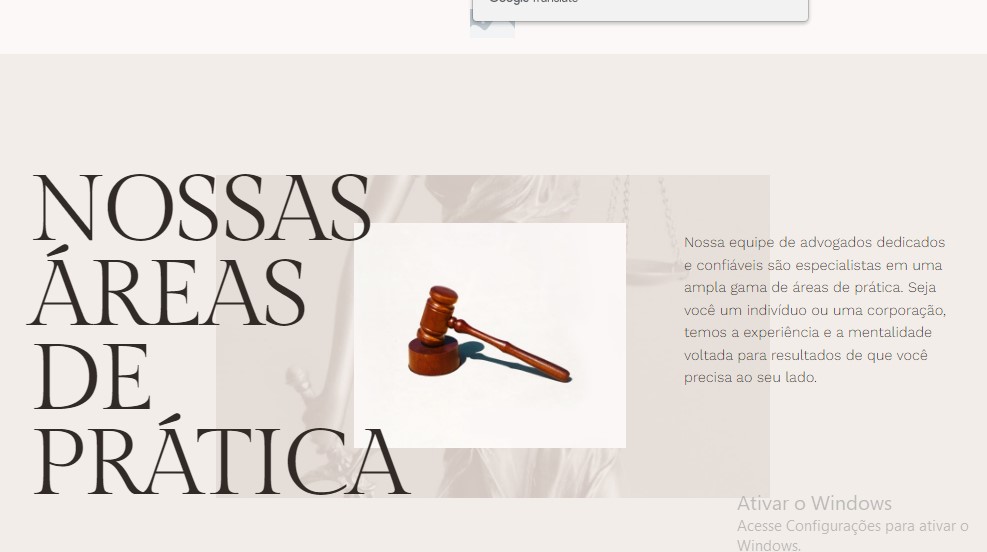 Google Translate
NOSSAS
ÁREAS
DE
PRÁTICA
Nossa equipe de advogados dedicados
e confiáveis são especialistas em uma
ampla gama de áreas de prática. Seja
você um indivíduo ou uma corporação,
temos a experiência e a mentalidade
voltada para resultados de que você
precisa ao seu lado.
Ativar o Windows
Acesse Configurações para ativar o
Windows.